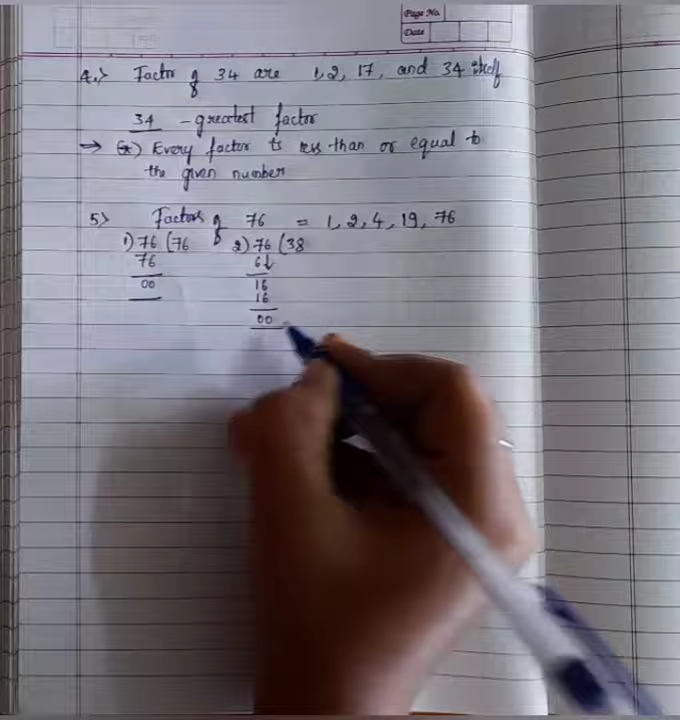 Page No.
Date
4.> Factor of 34 are 1, 2, 17, and 34 itself
34 - greatest factor
→ Ex) Every factor is less than or equal to
the given number
5> Factors of 76 = 1, 2, 4, 19, 76
1) 76 (76 2) 76 (38
76 6↓
00 16
16
00